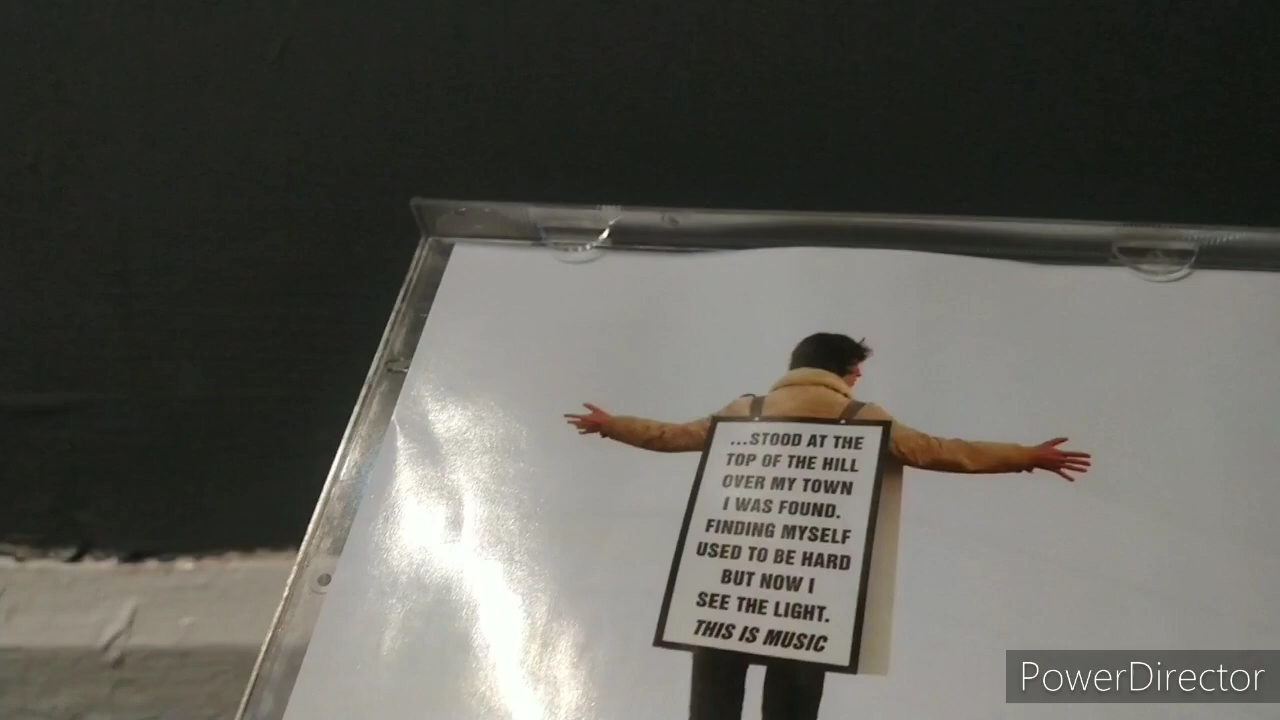 ...STOOD AT THE
TOP OF THE HILL
OVER MY TOWN
I WAS FOUND.
FINDING MYSELF
USED TO BE HARD
BUT NOW I
SEE THE LIGHT.
THIS IS MUSIC
PowerDirector